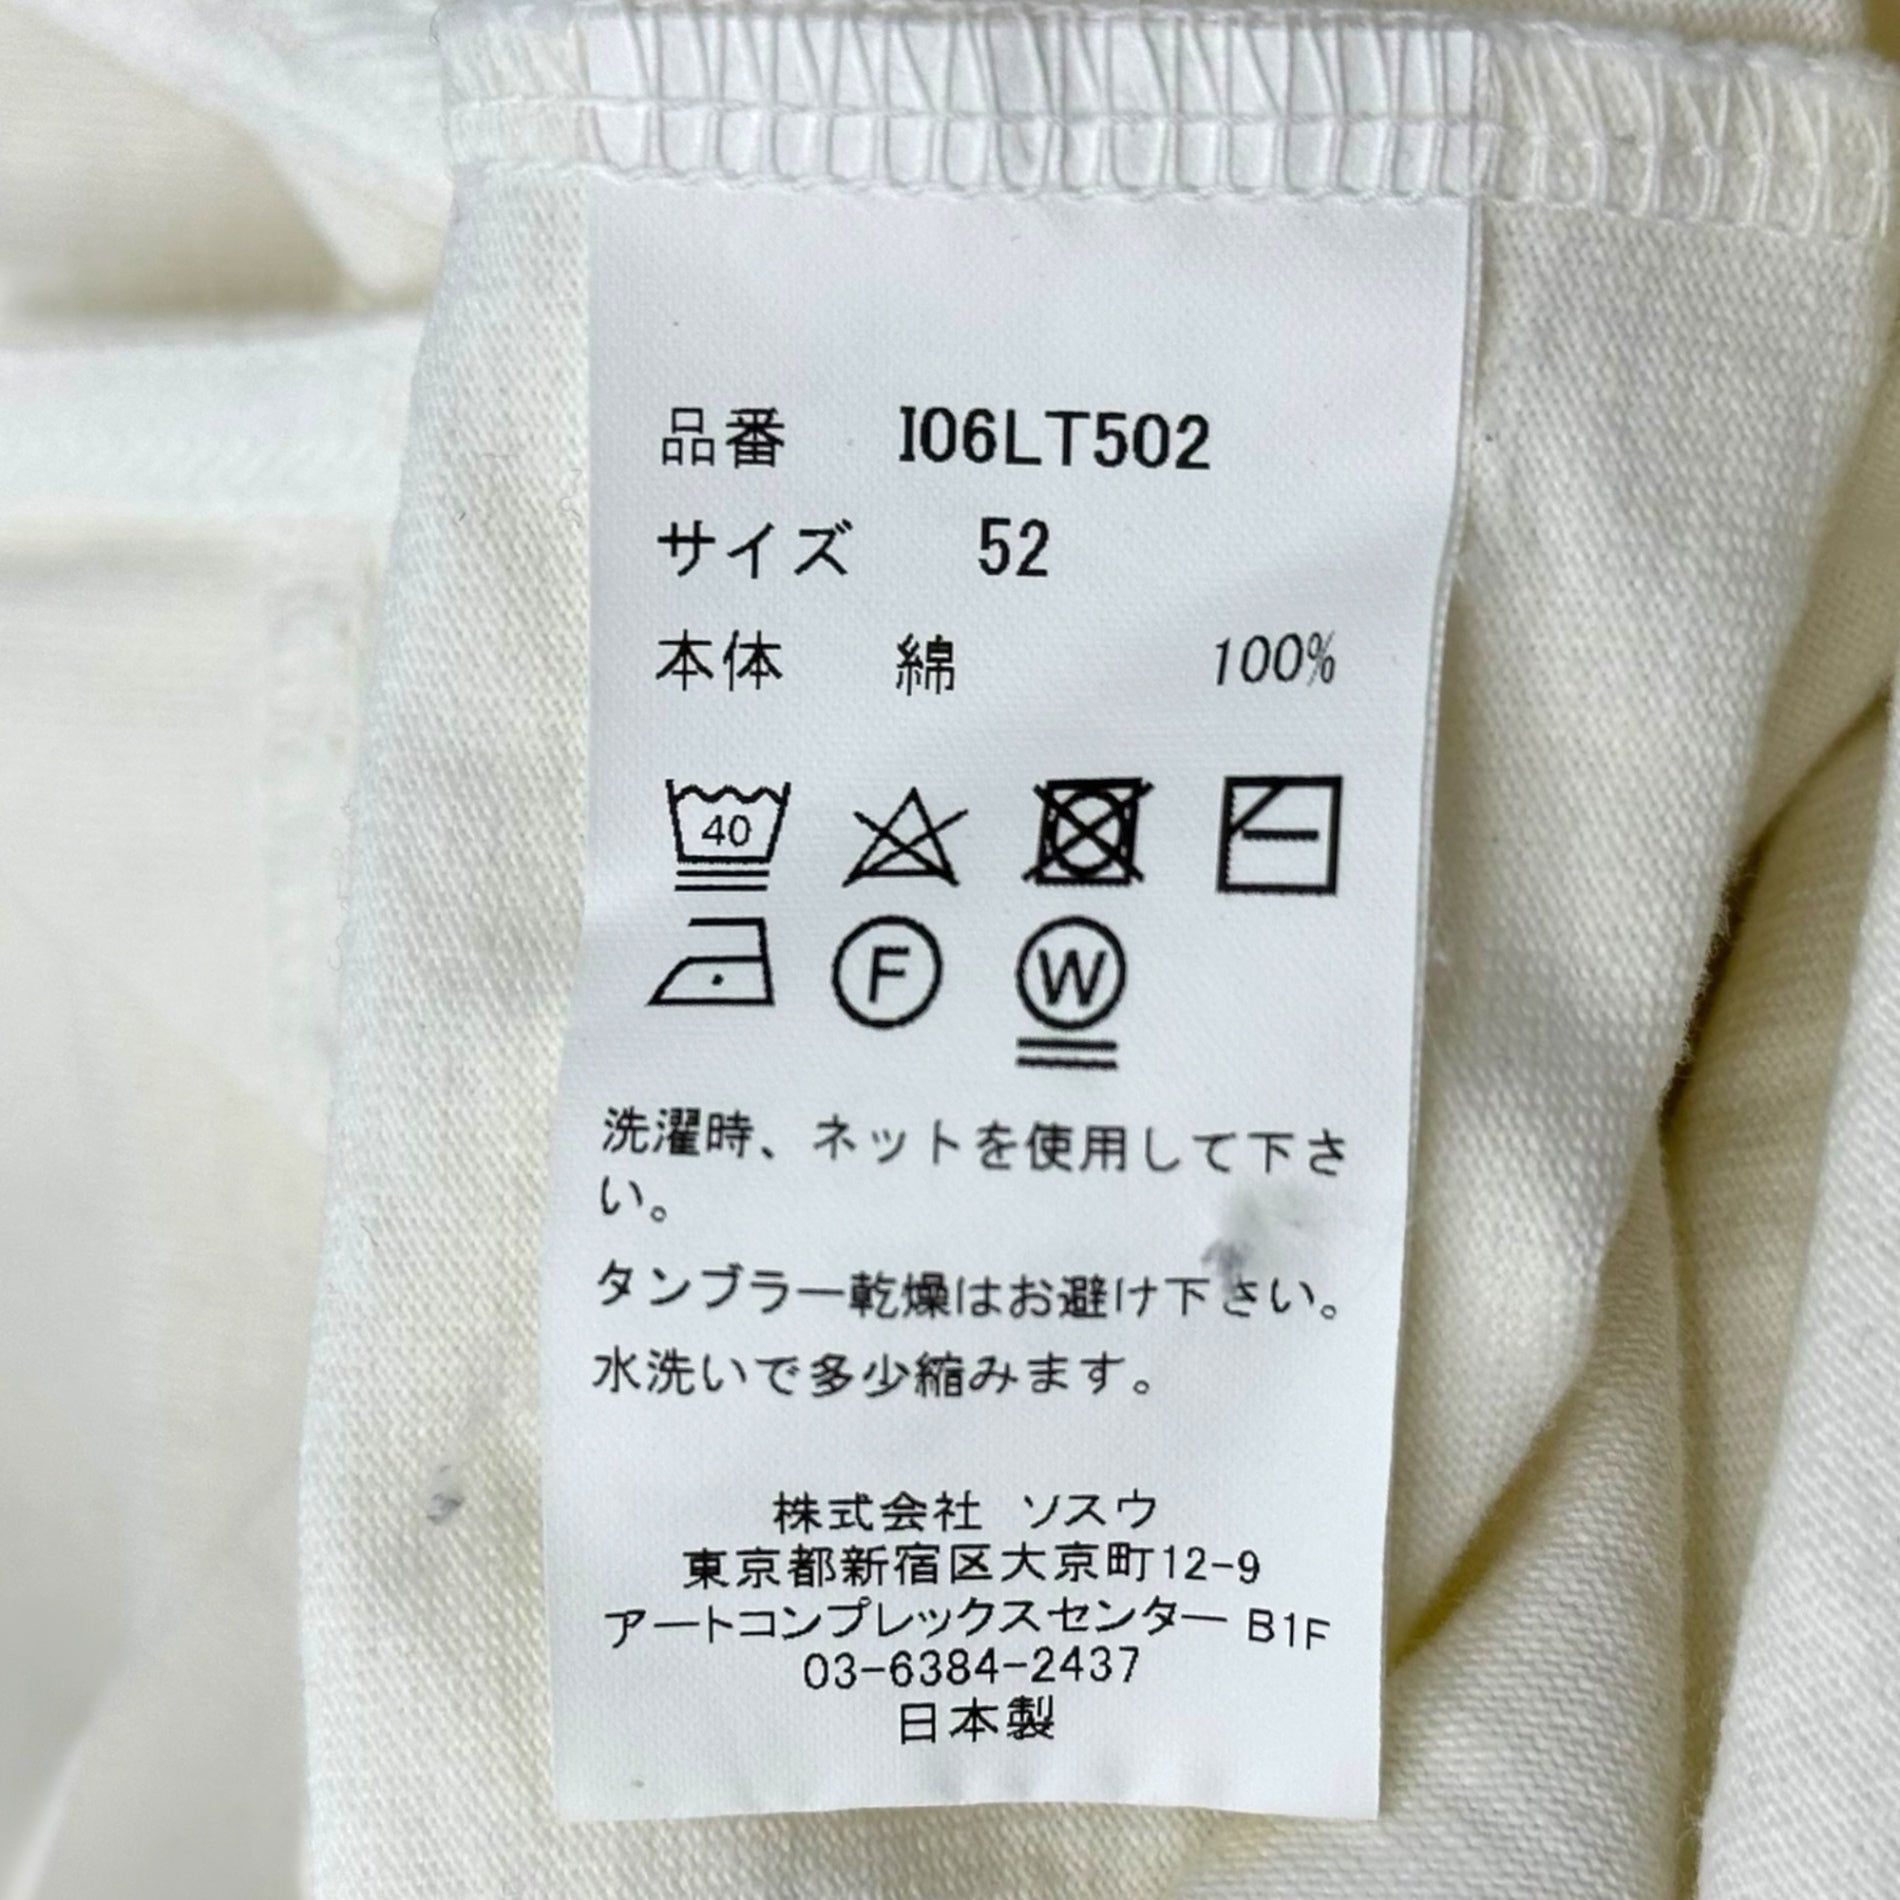 品番 I06LT502
サイズ 52
本体 綿 100%
40
F W
洗濯時、ネットを使用して下さ
い。
タンブラー乾燥はお避け下さい。
水洗いで多少縮みます。
株式会社 ソスウ
東京都新宿区大京町12-9
アートコンプレックスセンター B1F
03-6384-2437
日本製